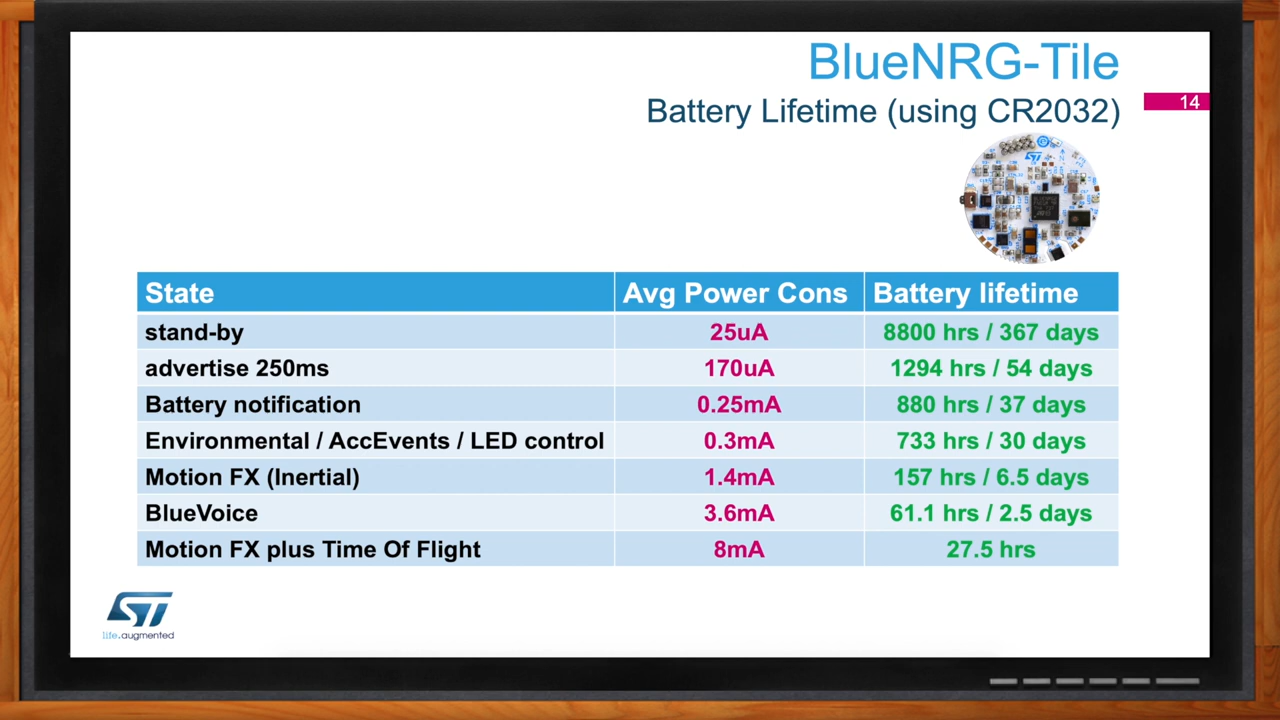 BlueNRG-Tile
Battery Lifetime (using CR2032)
14
State Avg Power Cons Battery lifetime
stand-by 25uA 8800 hrs / 367 days
advertise 250ms 170uA 1294 hrs / 54 days
Battery notification 0.25mA 880 hrs / 37 days
Environmental / AccEvents / LED control 0.3mA 733 hrs / 30 days
Motion FX (Inertial) 1.4mA 157 hrs / 6.5 days
BlueVoice 3.6mA 61.1 hrs / 2.5 days
Motion FX plus Time Of Flight 8mA 27.5 hrs
ST
life.augmented